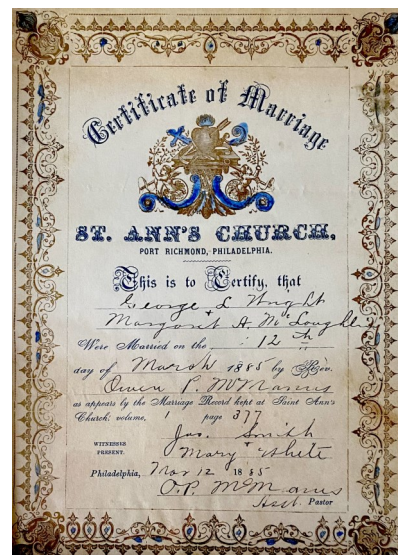 Certificate of Marriage
ST. ANN'S CHURCH,
PORT RICHMOND, PHILADELPHIA.
This is to Certify, that
George L Wright
+
Margaret A. McLoughlin
Were Married on the 12th
day of March 1885 by Rev.
Owen P. McManus
as appears by the Marriage Record kept at Saint Ann's
Church, volume, page 377
WITNESSES PRESENT.
Jas. Smith
+
Mary White
Philadelphia, Mar 12 1885
O.P. McManus
Asst. Pastor